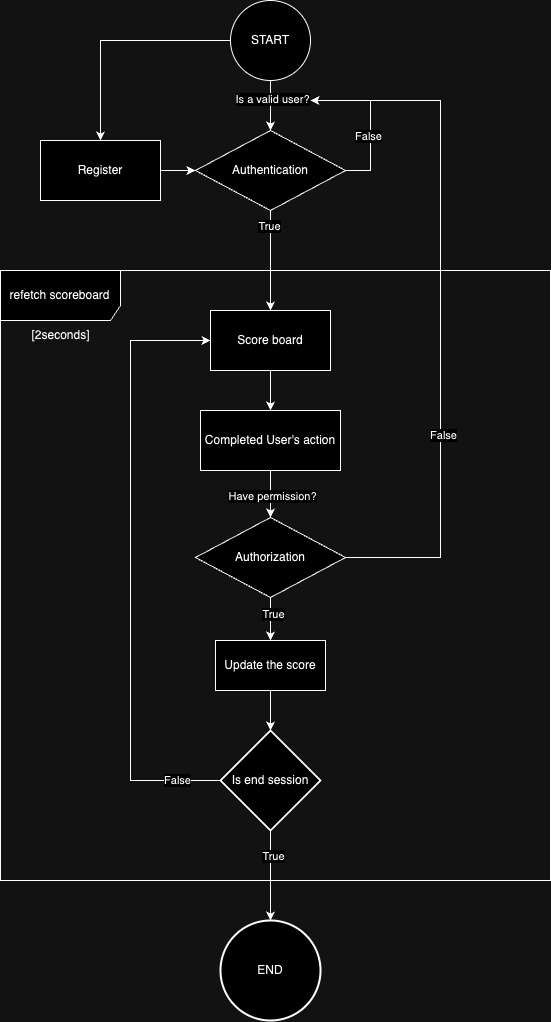 START
Is a valid user?
False
Register
Authentication
True
refetch scoreboard
[2seconds]
Score board
Completed User's action
False
Have permission?
Authorization
True
Update the score
Is end session
False
True
END